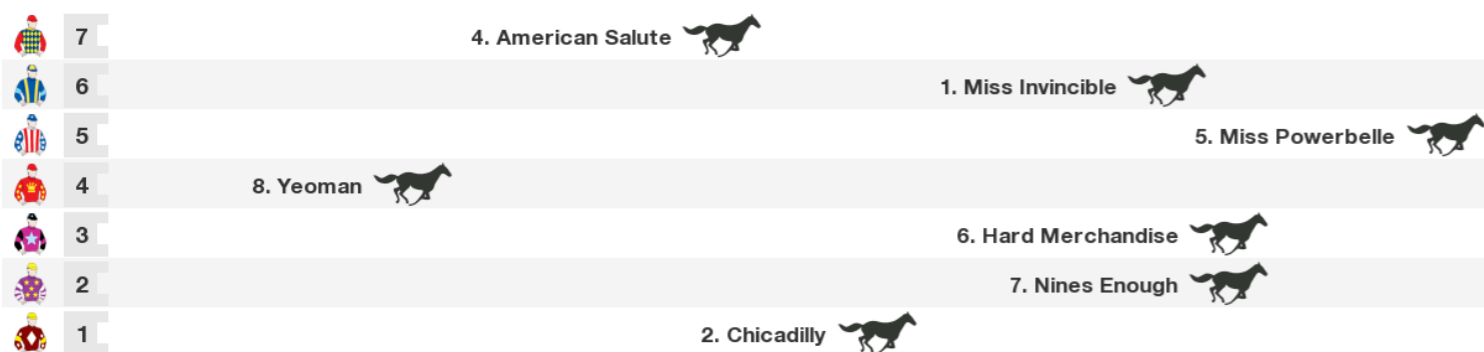 7 4. American Salute
6 1. Miss Invincible
5 5. Miss Powerbelle
4 8. Yeoman
3 6. Hard Merchandise
2 7. Nines Enough
1 2. Chicadilly